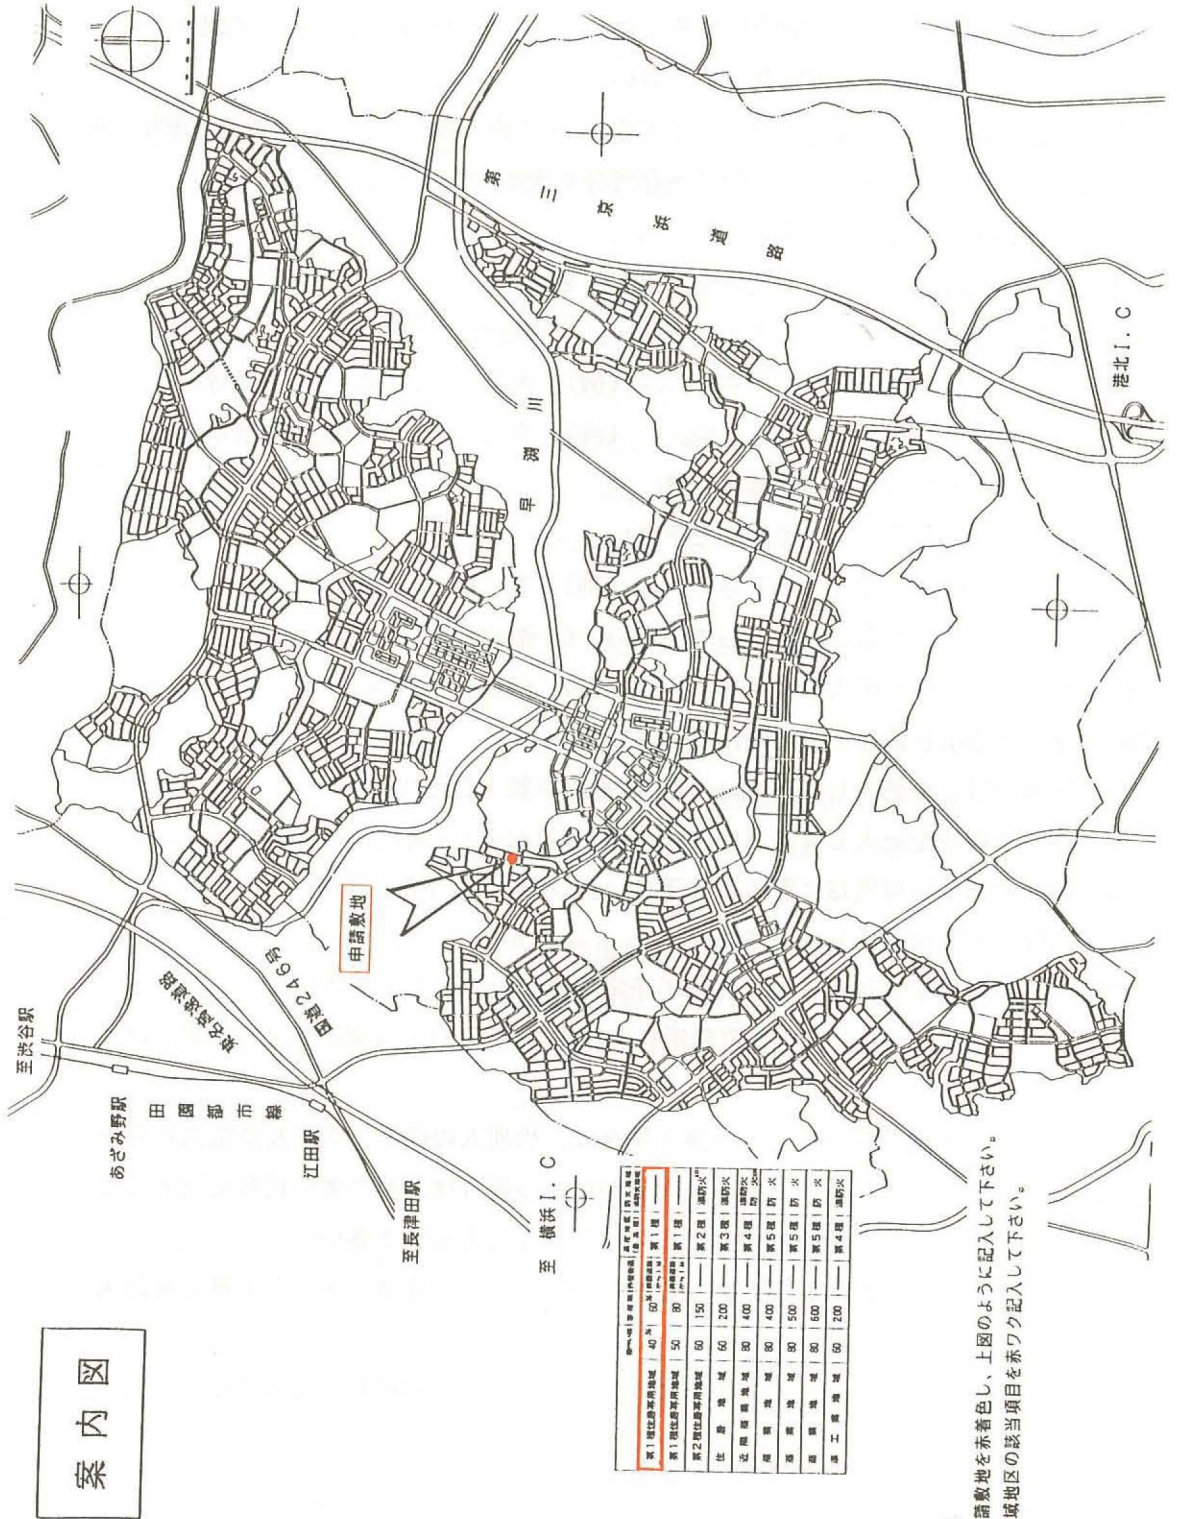 案内図
第三京浜道路
港北I.C
早渕川
申請敷地
東名高速道路
国道246号
至渋谷駅
あざみ野駅
田園都市線
江田駅
至長津田駅
至 横浜I.C
第1種住居専用地域 40% 60% 第1種 ―
第1種住居専用地域 50 80 第1種 ―
第2種住居専用地域 60 150 ― 第2種 準防火
住居地域 60 200 ― 第3種 準防火
近隣商業地域 80 400 ― 第4種 準防火 防火
商業地域 80 400 ― 第5種 防火
商業地域 80 500 ― 第5種 防火
商業地域 80 600 ― 第5種 防火
準工業地域 60 200 ― 第4種 準防火
請敷地を赤着色し、上図のように記入して下さい。
域地区の該当項目を赤ワク記入して下さい。